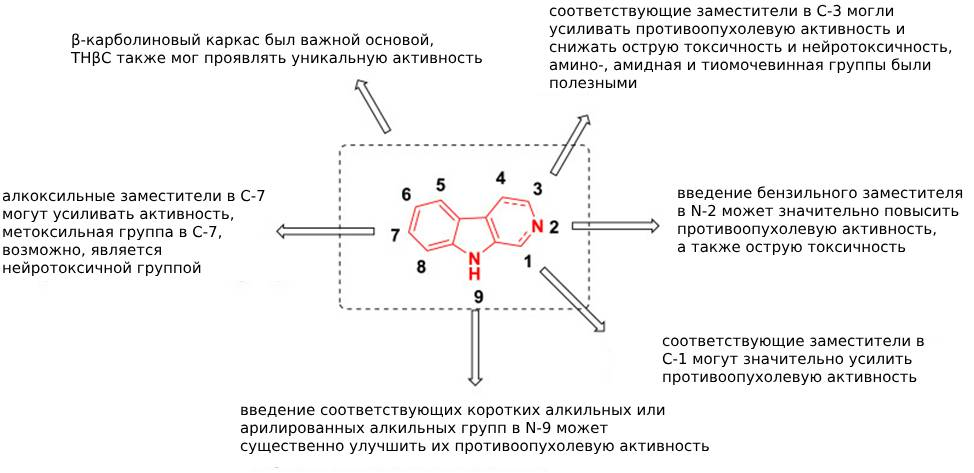 β-карболиновый каркас был важной основой,
ТНβС также мог проявлять уникальную активность
соответствующие заместители в С-3 могли
усиливать противоопухолевую активность и
снижать острую токсичность и нейротоксичность,
амино-, амидная и тиомочевинная группы были
полезными
алкоксильные заместители в С-7
могут усиливать активность,
метоксильная группа в С-7,
возможно, является
нейротоксичной группой
введение бензильного заместителя
в N-2 может значительно повысить
противоопухолевую активность,
а также острую токсичность
4
3
5
6
N 2
7
8
N
H
1
9
соответствующие заместители в
С-1 могут значительно усилить
противоопухолевую активность
введение соответствующих коротких алкильных или
арилированных алкильных групп в N-9 может
существенно улучшить их противоопухолевую активность